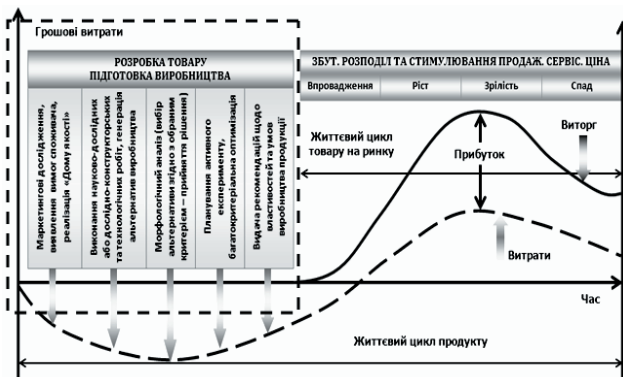 Грошові витрати
РОЗРОБКА ТОВАРУ
ПІДГОТОВКА ВИРОБНИЦТВА
Маркетингові дослідження,
виявлення вимог споживача,
реалізація «Дому якості»
Виконання науково-дослідних
або дослідно-конструкторських
та технологічних робіт, генерація
альтернатив виробництва
Морфологічний аналіз (вибір
альтернативи згідно з обраним
критерієм – прийняття рішення)
Планування активного
експерименту,
багатокритеріальна оптимізація
Видача рекомендацій щодо
властивостей та умов
виробництва продукції
ЗБУТ. РОЗПОДІЛ ТА СТИМУЛЮВАННЯ ПРОДАЖ. СЕРВІС. ЦІНА
Впровадження
Ріст
Зрілість
Спад
Життєвий цикл
товару на ринку
Прибуток
Виторг
Витрати
Час
Життєвий цикл продукту